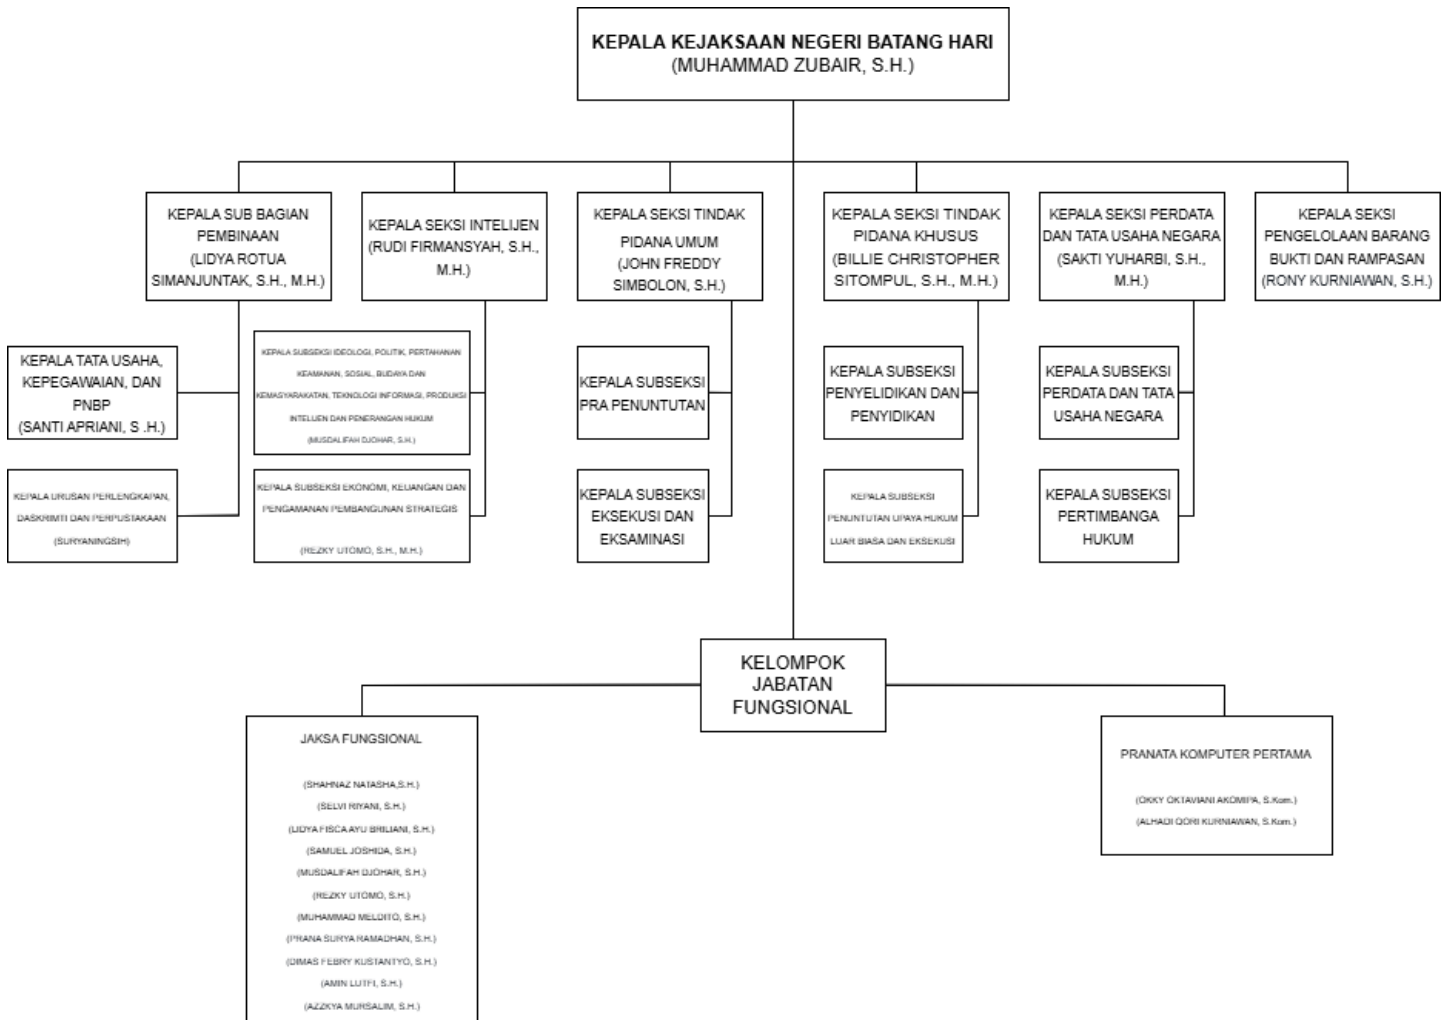 KEPALA KEJAKSAAN NEGERI BATANG HARI
(MUHAMMAD ZUBAIR, S.H.)
KEPALA SUB BAGIAN
PEMBINAAN
(LIDYA ROTUA
SIMANJUNTAK, S.H., M.H.)
KEPALA SEKSI INTELIJEN
(RUDI FIRMANSYAH, S.H.,
M.H.)
KEPALA SEKSI TINDAK
PIDANA UMUM
(JOHN FREDDY
SIMBOLON, S.H.)
KEPALA SEKSI TINDAK
PIDANA KHUSUS
(BILLIE CHRISTOPHER
SITOMPUL, S.H., M.H.)
KEPALA SEKSI PERDATA
DAN TATA USAHA NEGARA
(SAKTI YUHARBI, S.H.,
M.H.)
KEPALA SEKSI
PENGELOLAAN BARANG
BUKTI DAN RAMPASAN
(RONY KURNIAWAN, S.H.)
KEPALA TATA USAHA,
KEPEGAWAIAN, DAN
PNBP
(SANTI APRIANI, S .H.)
KEPALA SUBSEKSI IDEOLOGI, POLITIK, PERTAHANAN
KEAMANAN, SOSIAL, BUDAYA DAN
KEMASYARAKATAN, TEKNOLOGI INFORMASI, PRODUKSI
INTELIJEN DAN PENERANGAN HUKUM
(MUSDALIFAH DJOHAR, S.H.)
KEPALA SUBSEKSI
PRA PENUNTUTAN
KEPALA SUBSEKSI
PENYELIDIKAN DAN
PENYIDIKAN
KEPALA SUBSEKSI
PERDATA DAN TATA
USAHA NEGARA
KEPALA URUSAN PERLENGKAPAN,
DASKRIMTI DAN PERPUSTAKAAN
(SURYANINGSIH)
KEPALA SUBSEKSI EKONOMI, KEUANGAN DAN
PENGAMANAN PEMBANGUNAN STRATEGIS
(REZKY UTOMO, S.H., M.H.)
KEPALA SUBSEKSI
EKSEKUSI DAN
EKSAMINASI
KEPALA SUBSEKSI
PENUNTUTAN UPAYA HUKUM
LUAR BIASA DAN EKSEKUSI
KEPALA SUBSEKSI
PERTIMBANGA
HUKUM
KELOMPOK
JABATAN
FUNGSIONAL
JAKSA FUNGSIONAL
(SHAHNAZ NATASHA,S.H.)
(SELVI RIYANI, S.H.)
(LIDYA FISCA AYU BRILIANI, S.H.)
(SAMUEL JOSHIDA, S.H.)
(MUSDALIFAH DJOHAR, S.H.)
(REZKY UTOMO, S.H.)
(MUHAMMAD MELDITO, S.H.)
(PRANA SURYA RAMADHAN, S.H.)
(DIMAS FEBRY KUSTANTYO, S.H.)
(AMIN LUTFI, S.H.)
(AZZKYA MURSALIM, S.H.)
PRANATA KOMPUTER PERTAMA
(OKKY OKTAVIANI AKOMIPA, S.Kom.)
(ALHADI QORI KURNIAWAN, S.Kom.)